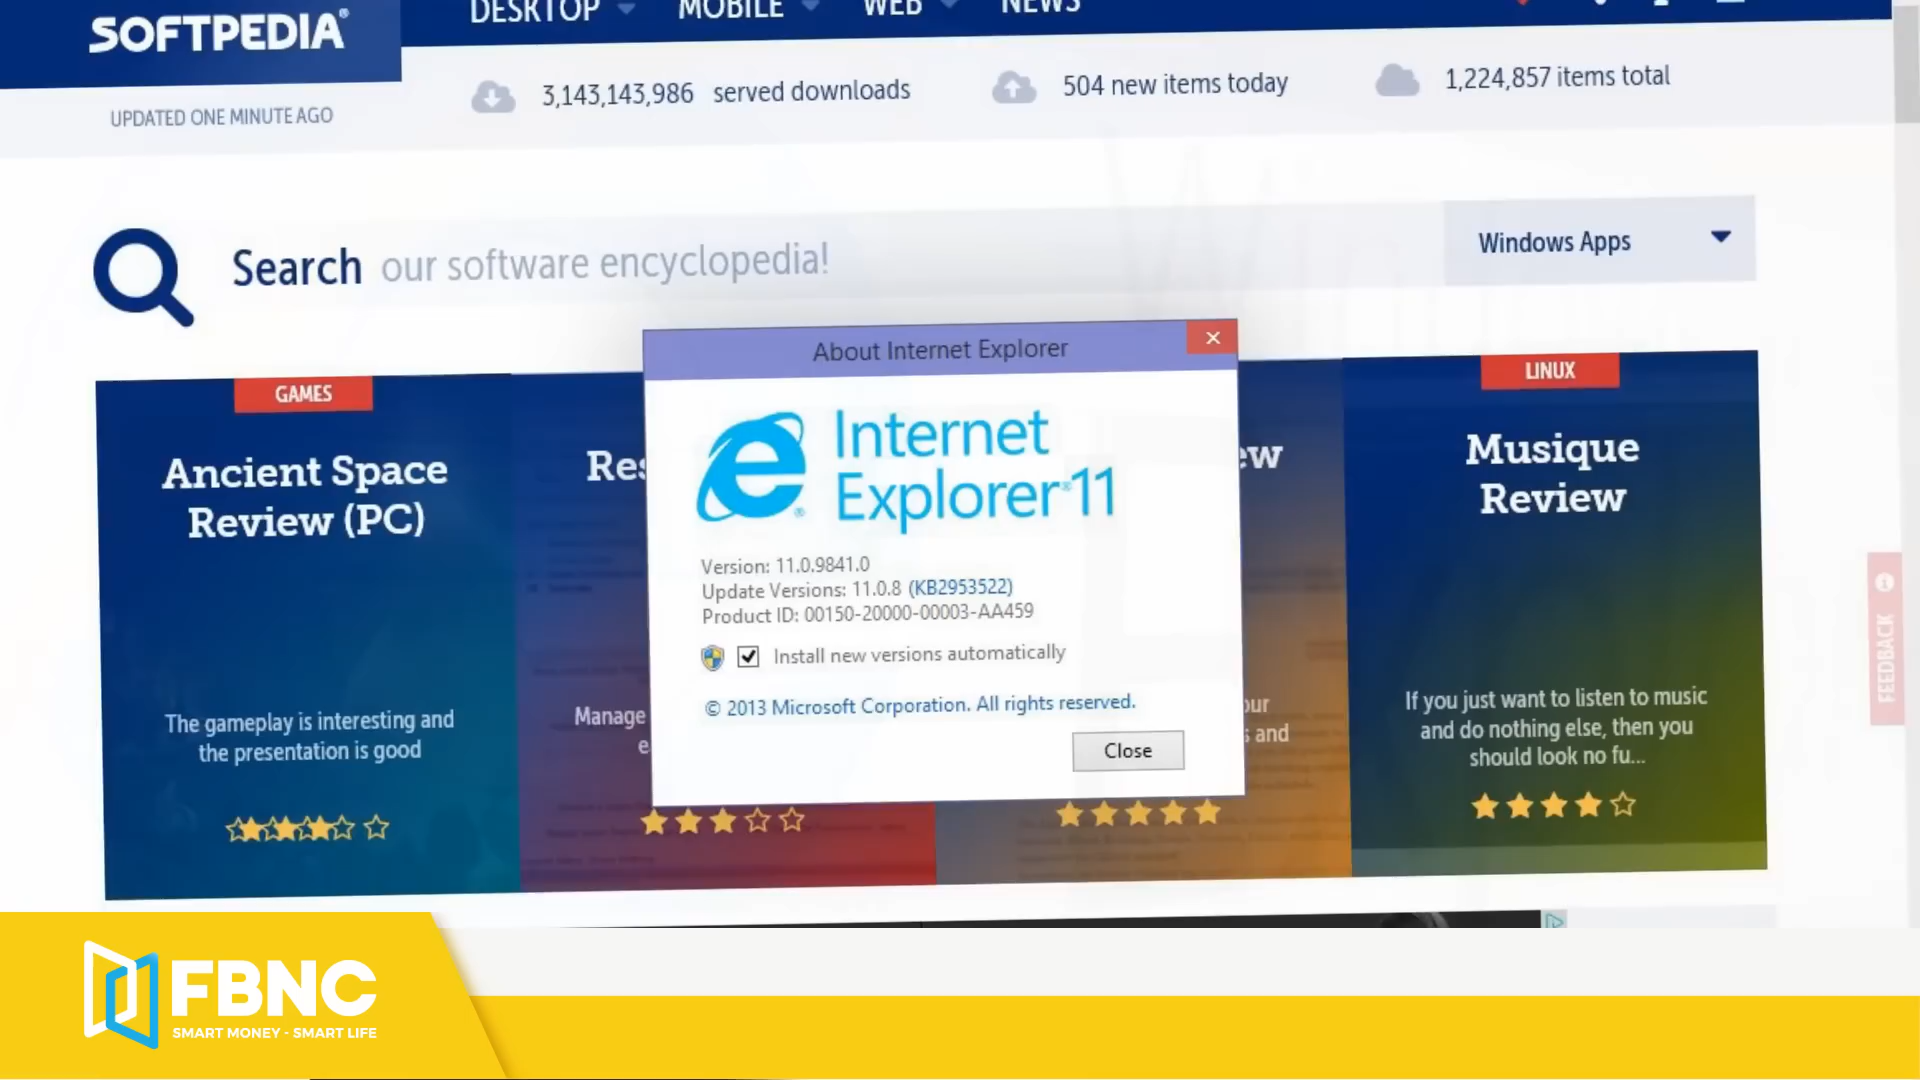 SOFTPEDIA®
DESKTOP MOBILE WEB NEWS
UPDATED ONE MINUTE AGO
3,143,143,986 served downloads
504 new items today
1,224,857 items total
Search our software encyclopedia!
Windows Apps
GAMES
Ancient Space
Review (PC)
The gameplay is interesting and
the presentation is good
Manage
About Internet Explorer
Internet
Explorer®11
Version: 11.0.9841.0
Update Versions: 11.0.8 (KB2953522)
Product ID: 00150-20000-00003-AA459
Install new versions automatically
© 2013 Microsoft Corporation. All rights reserved.
Close
and
LINUX
Musique
Review
If you just want to listen to music
and do nothing else, then you
should look no fu...
FEEDBACK
FBNC
SMART MONEY - SMART LIFE